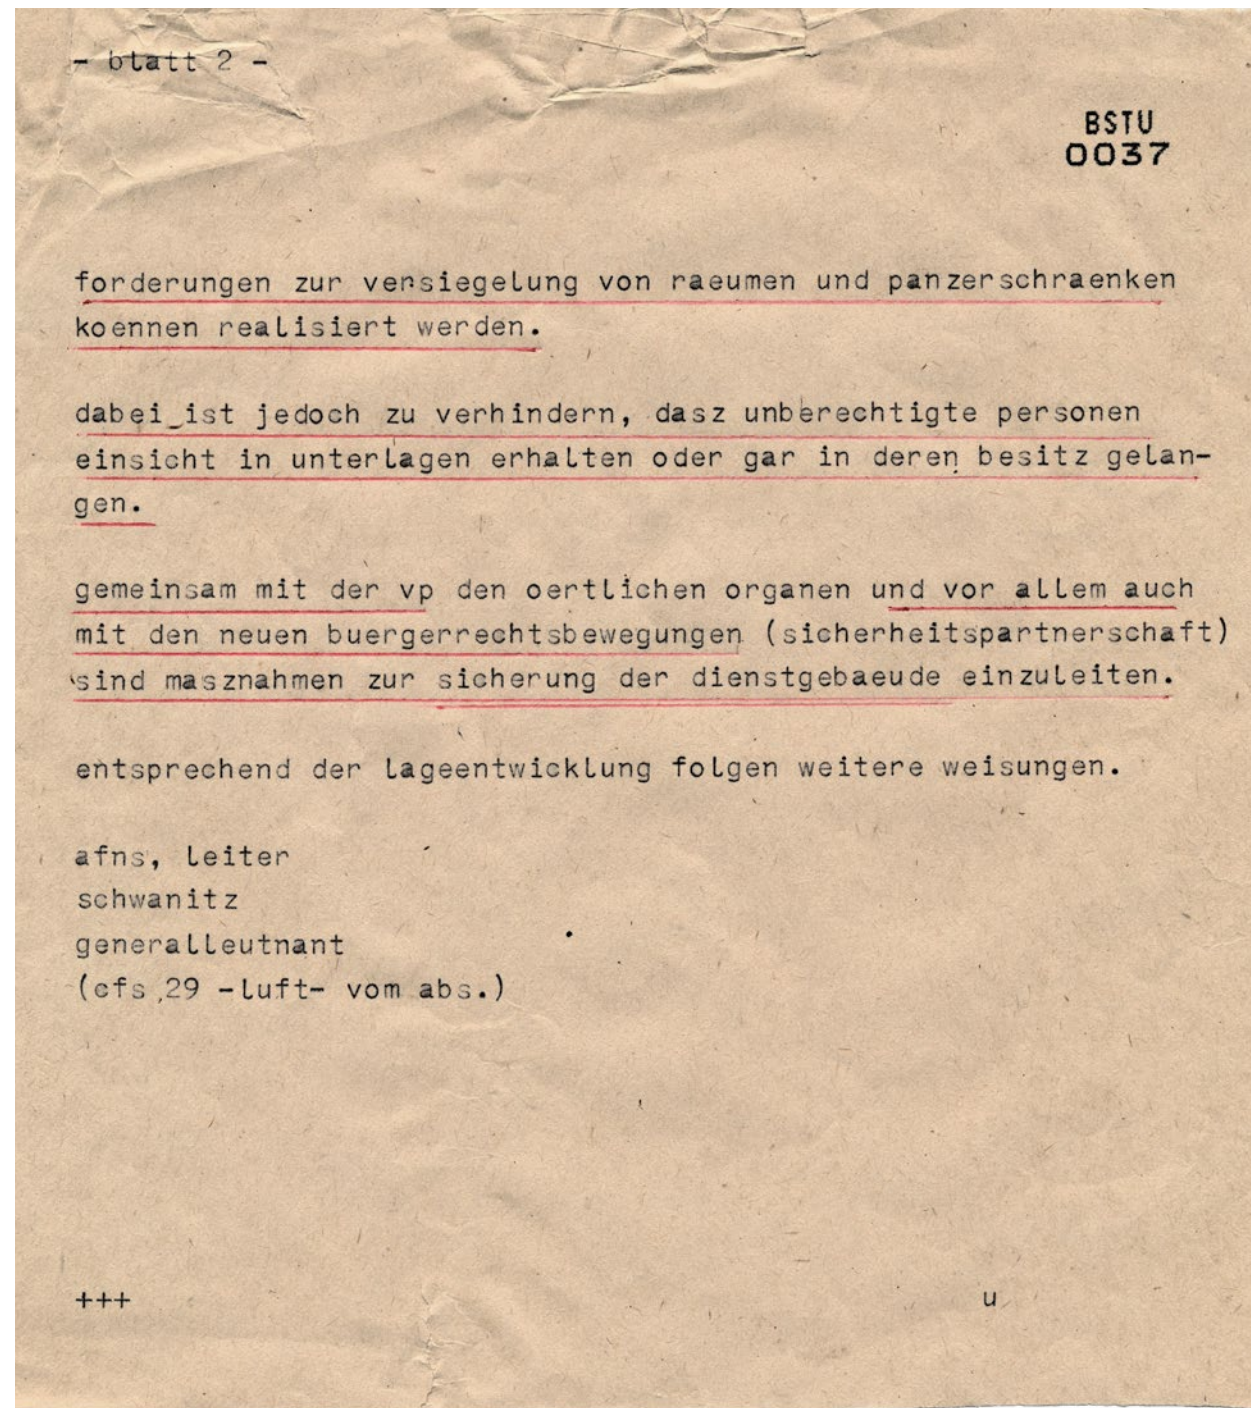 - blatt 2 -
BSTU
0037
forderungen zur versiegelung von raeumen und panzerschraenken
koennen realisiert werden.
dabei ist jedoch zu verhindern, dasz unberechtigte personen
einsicht in unterlagen erhalten oder gar in deren besitz gelan-
gen.
gemeinsam mit der vp den oertlichen organen und vor allem auch
mit den neuen buergerrechtsbewegungen (sicherheitspartnerschaft)
sind masznahmen zur sicherung der dienstgebaeude einzuleiten.
entsprechend der lageentwicklung folgen weitere weisungen.
afns, leiter
schwanitz
generalleutnant
(cfs 29 -luft- vom abs.)
+++ u